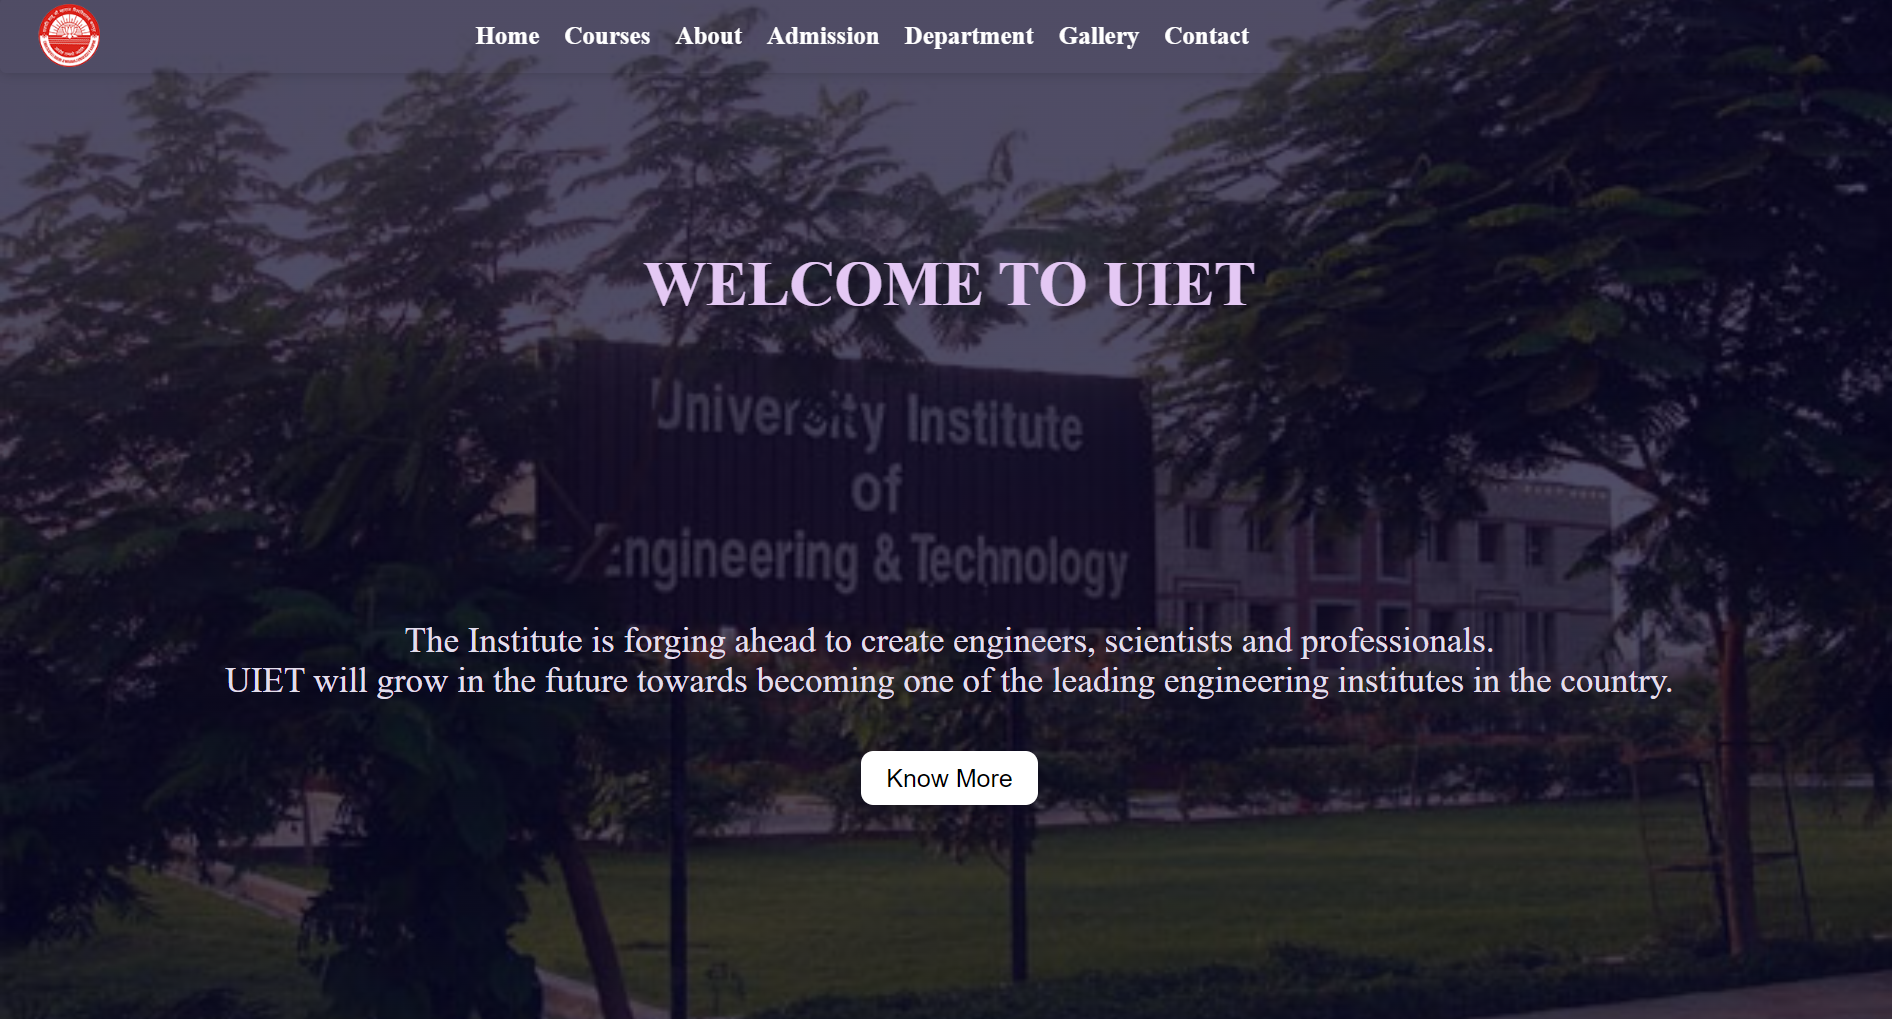 Home Courses About Admission Department Gallery Contact
WELCOME TO UIET
University Institute
of
Engineering & Technology
The Institute is forging ahead to create engineers, scientists and professionals.
UIET will grow in the future towards becoming one of the leading engineering institutes in the country.
Know More